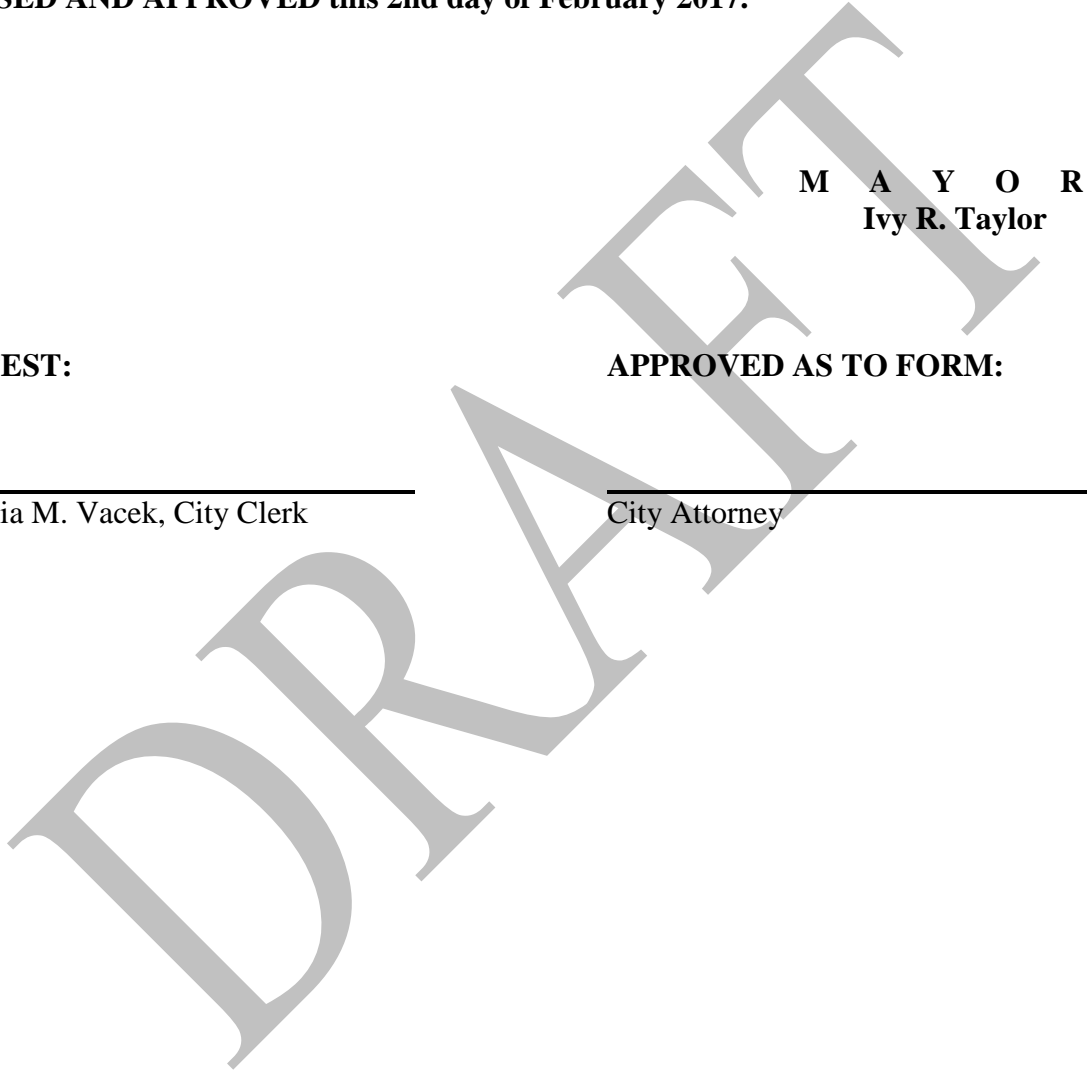 SED AND APPROVED this 2nd day of February 2017.
M A Y O R
Ivy R. Taylor
EST:
APPROVED AS TO FORM:
ia M. Vacek, City Clerk
City Attorney
DRAFT